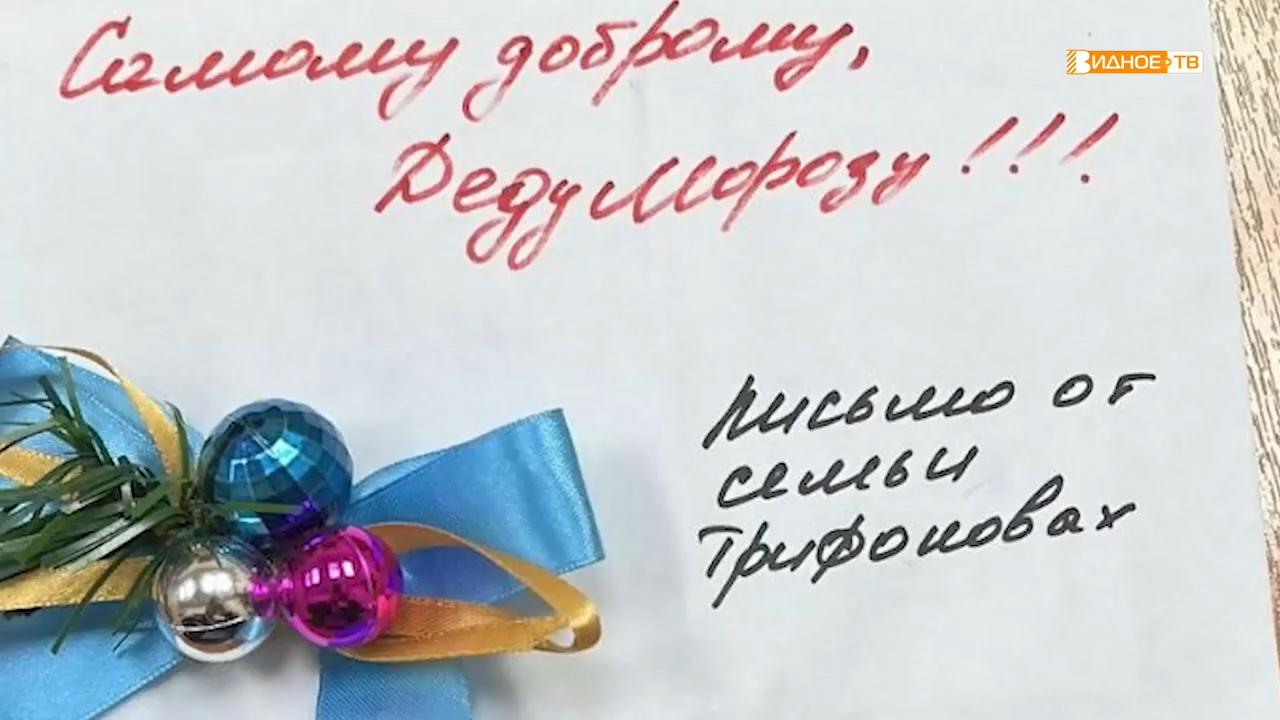 Самому доброму,
ВИДНОЕ ТВ
Деду Морозу!!!
письмо от
семьи
Трифоновах